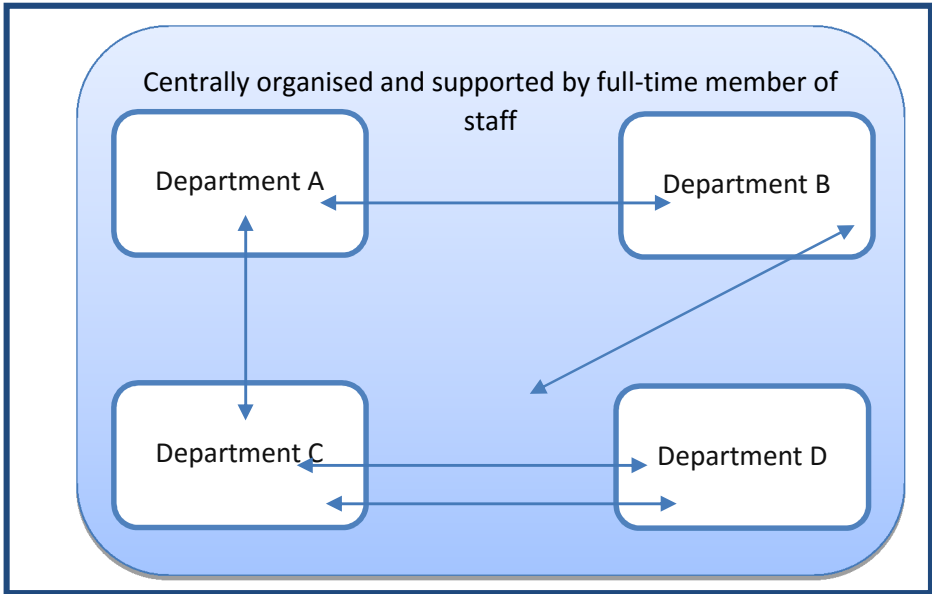 Centrally organised and supported by full-time member of
staff
Department A
Department B
Department C
Department D